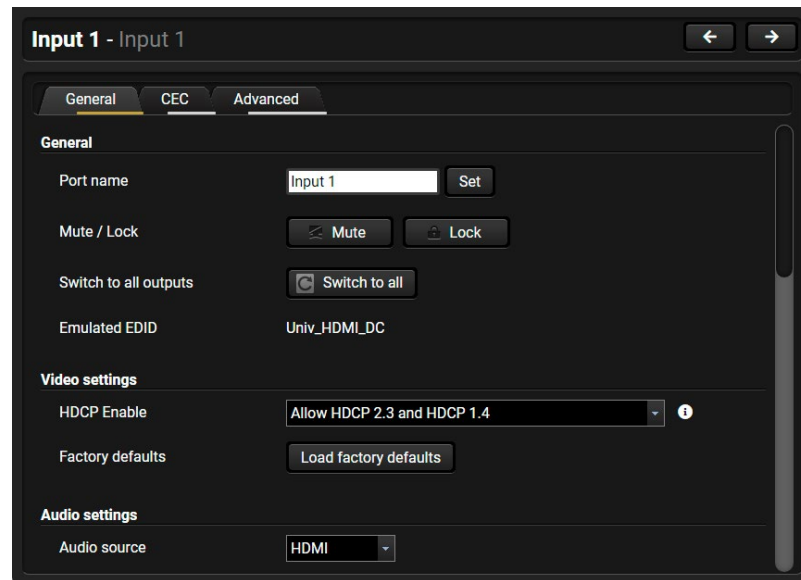 Input 1 - Input 1
General CEC Advanced
General
Port name Input 1 Set
Mute / Lock Mute Lock
Switch to all outputs Switch to all
Emulated EDID Univ_HDMI_DC
Video settings
HDCP Enable Allow HDCP 2.3 and HDCP 1.4
Factory defaults Load factory defaults
Audio settings
Audio source HDMI